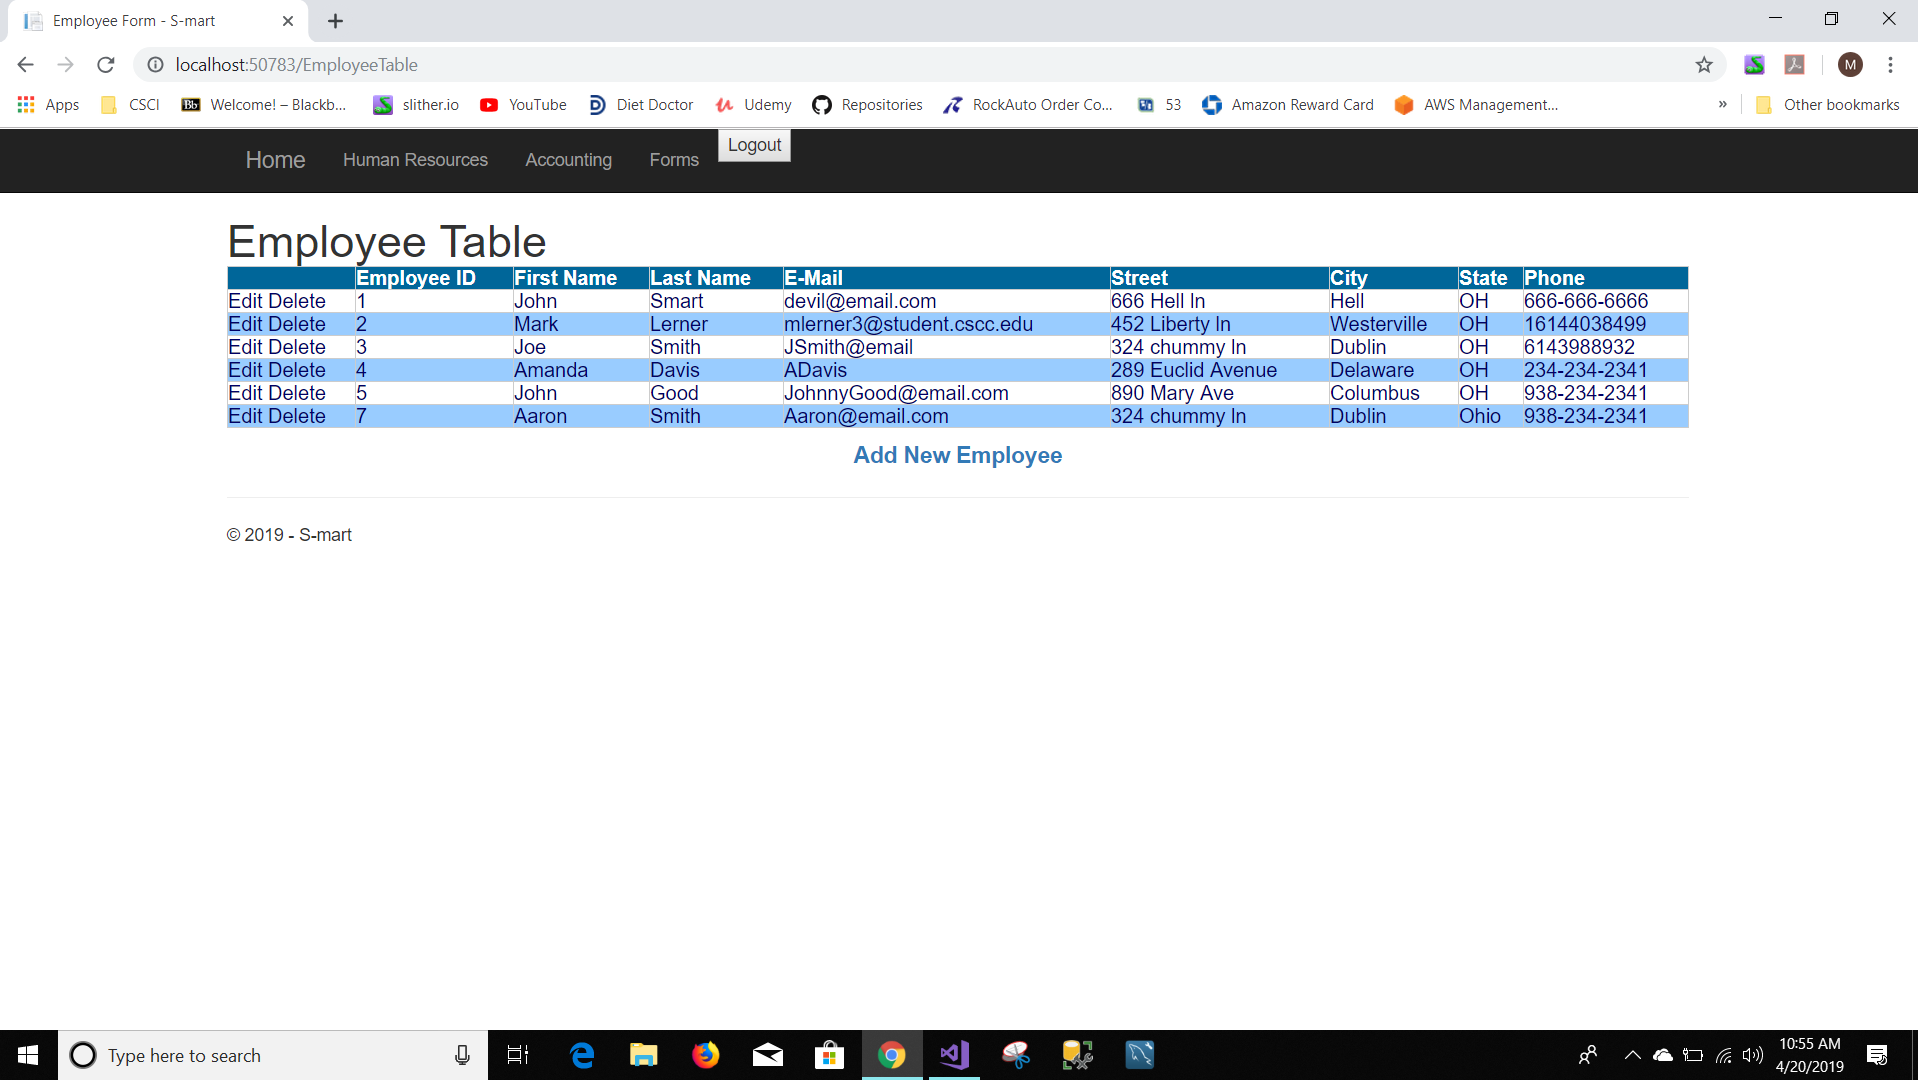 Employee Form - S-mart
localhost:50783/EmployeeTable
M
Apps CSCI Bb Welcome! – Blackb... slither.io YouTube Diet Doctor Udemy Repositories RockAuto Order Co... 53 Amazon Reward Card AWS Management... » Other bookmarks
Home Human Resources Accounting Forms Logout
Employee Table
Employee ID First Name Last Name E-Mail Street City State Phone
Edit Delete 1 John Smart devil@email.com 666 Hell ln Hell OH 666-666-6666
Edit Delete 2 Mark Lerner mlerner3@student.cscc.edu 452 Liberty ln Westerville OH 16144038499
Edit Delete 3 Joe Smith JSmith@email 324 chummy ln Dublin OH 6143988932
Edit Delete 4 Amanda Davis ADavis 289 Euclid Avenue Delaware OH 234-234-2341
Edit Delete 5 John Good JohnnyGood@email.com 890 Mary Ave Columbus OH 938-234-2341
Edit Delete 7 Aaron Smith Aaron@email.com 324 chummy ln Dublin Ohio 938-234-2341
Add New Employee
© 2019 - S-mart
Type here to search
10:55 AM
4/20/2019